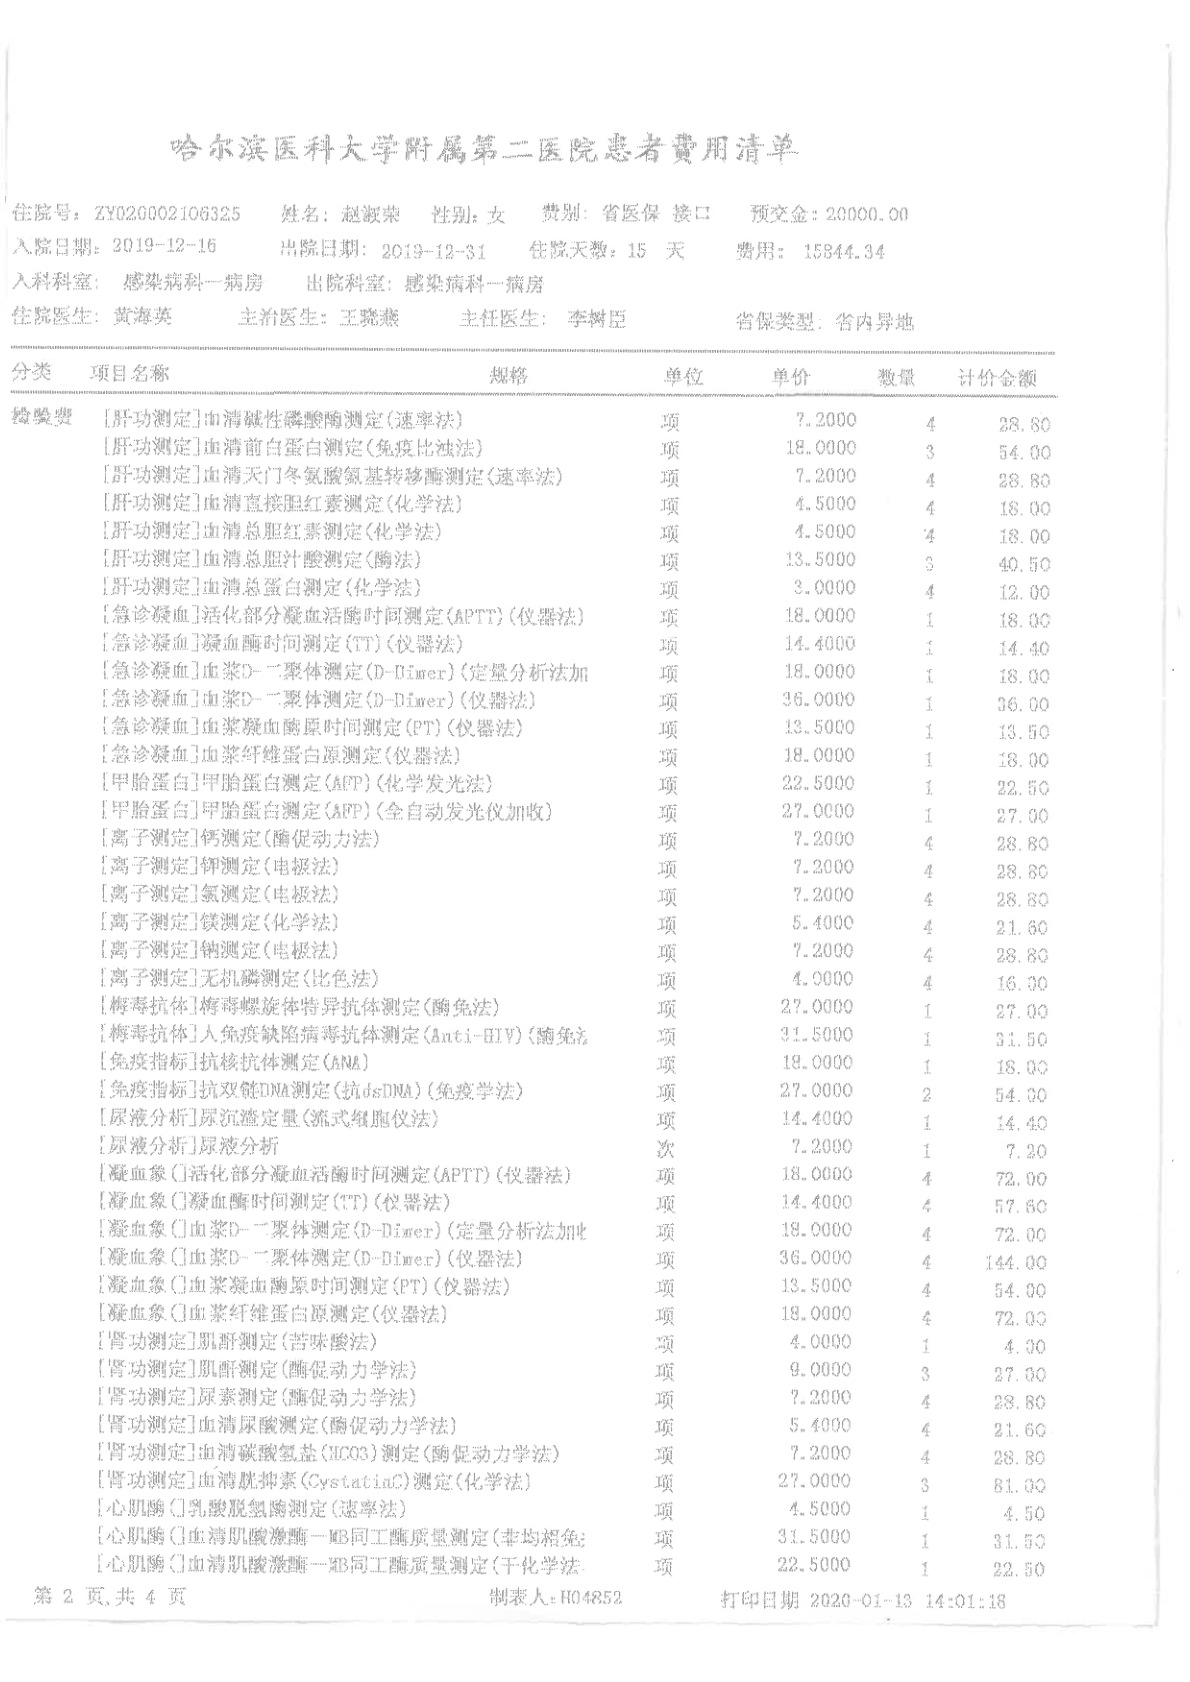 哈尔滨医科大学附属第二医院患者费用清单
住院号: ZY020002106325 姓名: 赵淑荣 性别: 女 费别: 省医保 接口 预交金: 20000.00
入院日期: 2019-12-16 出院日期: 2019-12-31 住院天数: 15 天 费用: 15844.34
入科科室: 感染病科一病房 出院科室: 感染病科一病房
住院医生: 黄海英 主治医生: 王晓燕 主任医生: 李树臣 省保类型: 省内异地
分类 项目名称 规格 单位 单价 数量 计价金额
检验费 [肝功测定]血清碱性磷酸酶测定(速率法) 项 7.2000 4 28.80
[肝功测定]血清前白蛋白测定(免疫比浊法) 项 18.0000 3 54.00
[肝功测定]血清天门冬氨酸氨基转移酶测定(速率法) 项 7.2000 4 28.80
[肝功测定]血清直接胆红素测定(化学法) 项 4.5000 4 18.00
[肝功测定]血清总胆红素测定(化学法) 项 4.5000 4 18.00
[肝功测定]血清总胆汁酸测定(酶法) 项 13.5000 3 40.50
[肝功测定]血清总蛋白测定(化学法) 项 3.0000 4 12.00
[急诊凝血]活化部分凝血活酶时间测定(APTT)(仪器法) 项 18.0000 1 18.00
[急诊凝血]凝血酶时间测定(TT)(仪器法) 项 14.4000 1 14.40
[急诊凝血]血浆D-二聚体测定(D-Dimer)(定量分析法加 项 18.0000 1 18.00
[急诊凝血]血浆D-二聚体测定(D-Dimer)(仪器法) 项 36.0000 1 36.00
[急诊凝血]血浆凝血酶原时间测定(PT)(仪器法) 项 13.5000 1 13.50
[急诊凝血]血浆纤维蛋白原测定(仪器法) 项 18.0000 1 18.00
[甲胎蛋白]甲胎蛋白测定(AFP)(化学发光法) 项 22.5000 1 22.50
[甲胎蛋白]甲胎蛋白测定(AFP)(全自动发光仪加收) 项 27.0000 1 27.00
[离子测定]钙测定(酶促动力法) 项 7.2000 4 28.80
[离子测定]钾测定(电极法) 项 7.2000 4 28.80
[离子测定]氯测定(电极法) 项 7.2000 4 28.80
[离子测定]镁测定(化学法) 项 5.4000 4 21.60
[离子测定]钠测定(电极法) 项 7.2000 4 28.80
[离子测定]无机磷测定(比色法) 项 4.0000 4 16.00
[梅毒抗体]梅毒螺旋体特异抗体测定(酶免法) 项 27.0000 1 27.00
[梅毒抗体]人免疫缺陷病毒抗体测定(Anti-HIV)(酶免法 项 31.5000 1 31.50
[免疫指标]抗核抗体测定(ANA) 项 18.0000 1 18.00
[免疫指标]抗双链DNA测定(抗dsDNA)(免疫学法) 项 27.0000 2 54.00
[尿液分析]尿沉渣定量(流式细胞仪法) 项 14.4000 1 14.40
[尿液分析]尿液分析 次 7.2000 1 7.20
[凝血象(]活化部分凝血活酶时间测定(APTT)(仪器法) 项 18.0000 4 72.00
[凝血象(]凝血酶时间测定(TT)(仪器法) 项 14.4000 4 57.60
[凝血象(]血浆D-二聚体测定(D-Dimer)(定量分析法加收 项 18.0000 4 72.00
[凝血象(]血浆D-二聚体测定(D-Dimer)(仪器法) 项 36.0000 4 144.00
[凝血象(]血浆凝血酶原时间测定(PT)(仪器法) 项 13.5000 4 54.00
[凝血象(]血浆纤维蛋白原测定(仪器法) 项 18.0000 4 72.00
[肾功测定]肌酐测定(苦味酸法) 项 4.0000 1 4.00
[肾功测定]肌酐测定(酶促动力学法) 项 9.0000 3 27.00
[肾功测定]尿素测定(酶促动力学法) 项 7.2000 4 28.80
[肾功测定]血清尿酸测定(酶促动力学法) 项 5.4000 4 21.60
[肾功测定]血清碳酸氢盐(HCO3)测定(酶促动力学法) 项 7.2000 4 28.80
[肾功测定]血清胱抑素(CystatinC)测定(化学法) 项 27.0000 3 81.00
[心肌酶(]乳酸脱氢酶测定(速率法) 项 4.5000 1 4.50
[心肌酶(]血清肌酸激酶-MB同工酶质量测定(非均相免 项 31.5000 1 31.50
[心肌酶(]血清肌酸激酶-MB同工酶质量测定(干化学法 项 22.5000 1 22.50
第 2 页,共 4 页 制表人:H04852 打印日期 2020-01-13 14:01:18